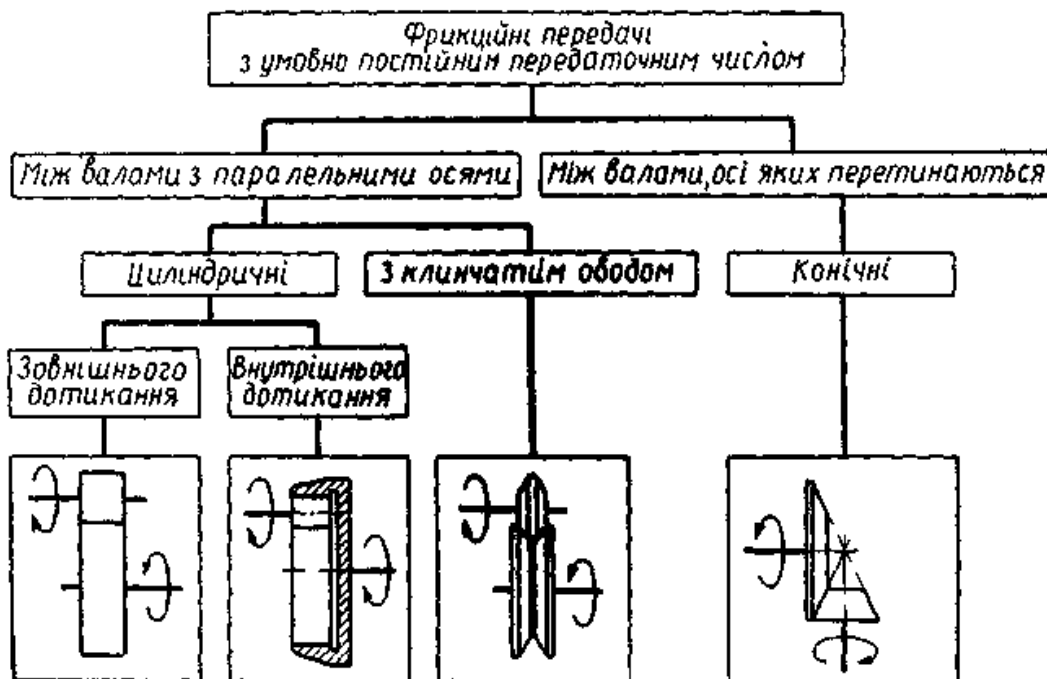 Фрикційні передачі
з умовно постійним передаточним числом
Між валами з паралельними осями
Між валами, осі яких перетинаються
Циліндричні
З клинчатим ободом
Конічні
Зовнішнього
дотикання
Внутрішнього
дотикання